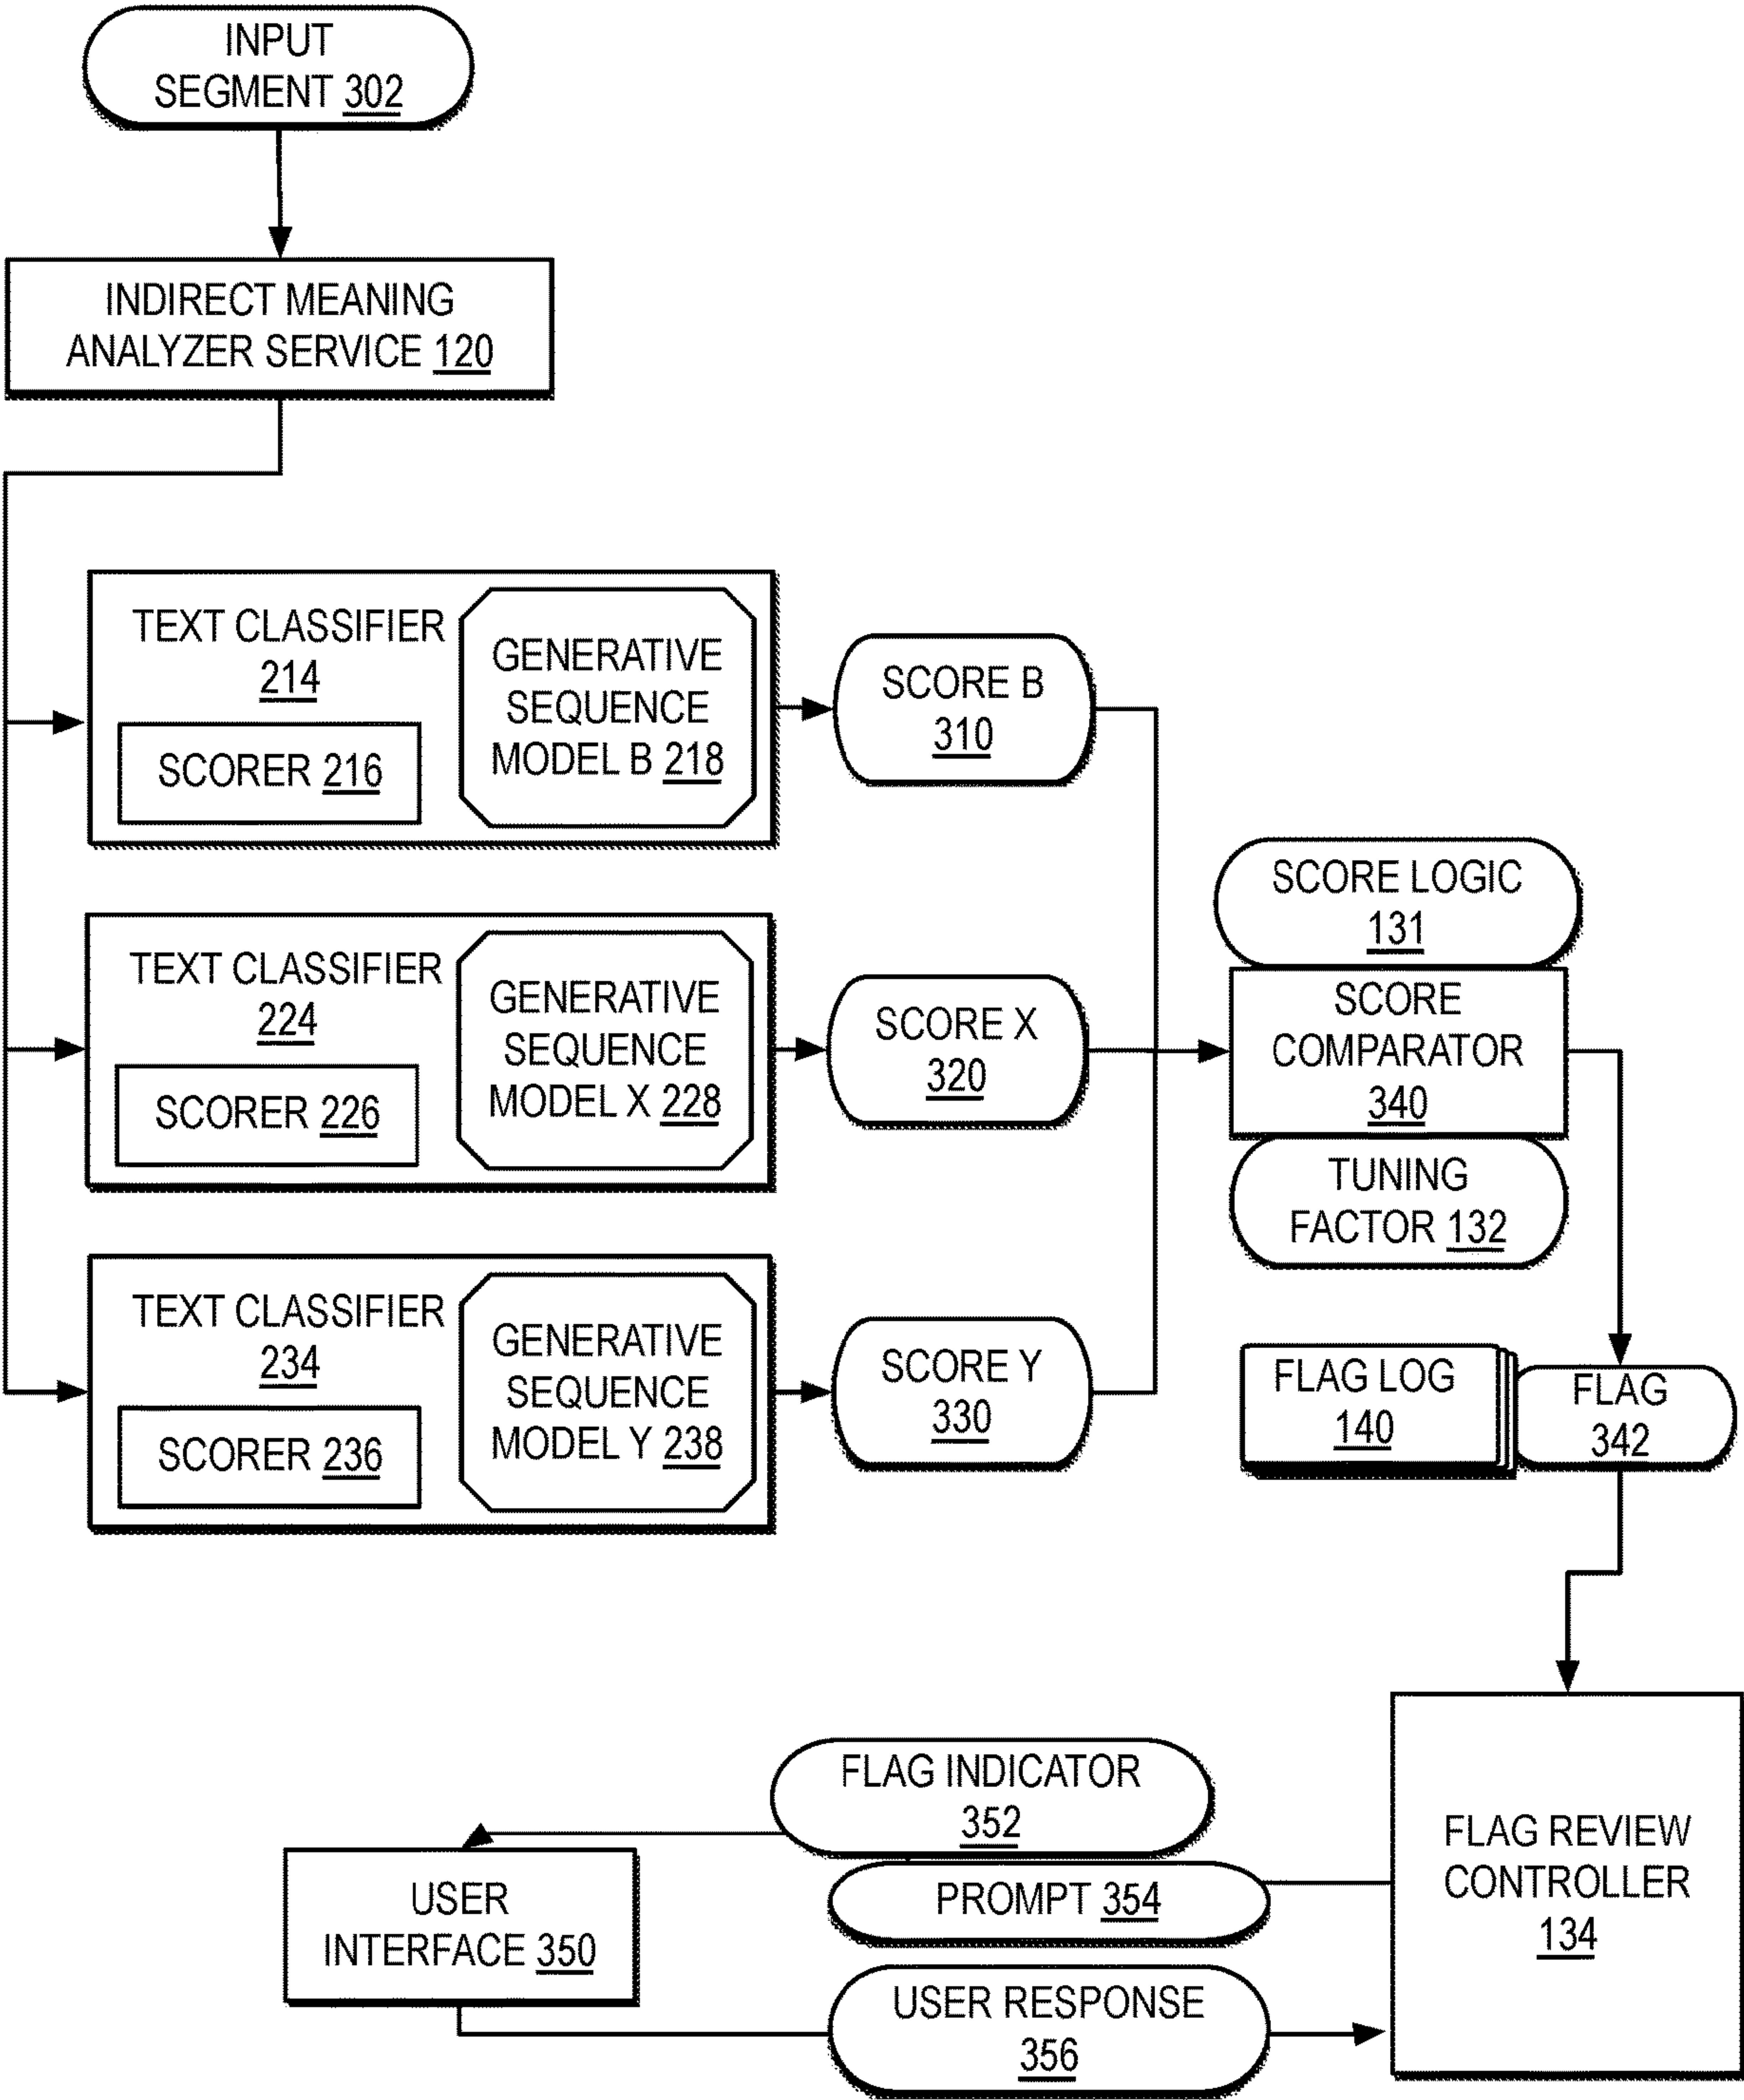 INPUT
SEGMENT 302
INDIRECT MEANING
ANALYZER SERVICE 120
TEXT CLASSIFIER
214
SCORER 216
GENERATIVE
SEQUENCE
MODEL B 218
SCORE B
310
TEXT CLASSIFIER
224
SCORER 226
GENERATIVE
SEQUENCE
MODEL X 228
SCORE X
320
TEXT CLASSIFIER
234
SCORER 236
GENERATIVE
SEQUENCE
MODEL Y 238
SCORE Y
330
SCORE LOGIC
131
SCORE
COMPARATOR
340
TUNING
FACTOR 132
FLAG LOG
140
FLAG
342
FLAG REVIEW
CONTROLLER
134
FLAG INDICATOR
352
PROMPT 354
USER
INTERFACE 350
USER RESPONSE
356